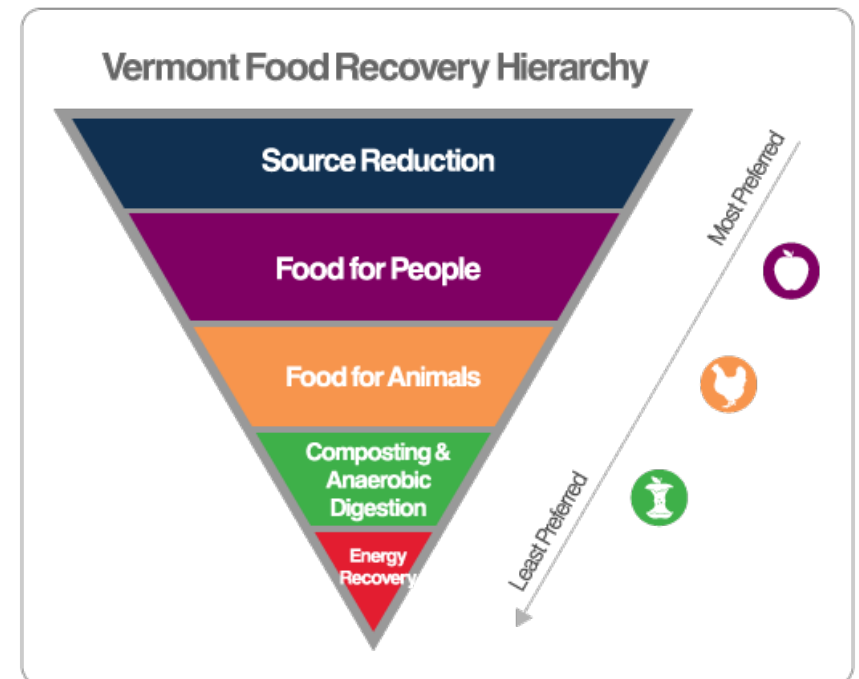 Vermont Food Recovery Hierarchy
Source Reduction
Food for People
Food for Animals
Composting &
Anaerobic
Digestion
Energy
Recovery
Most Preferred
Least Preferred